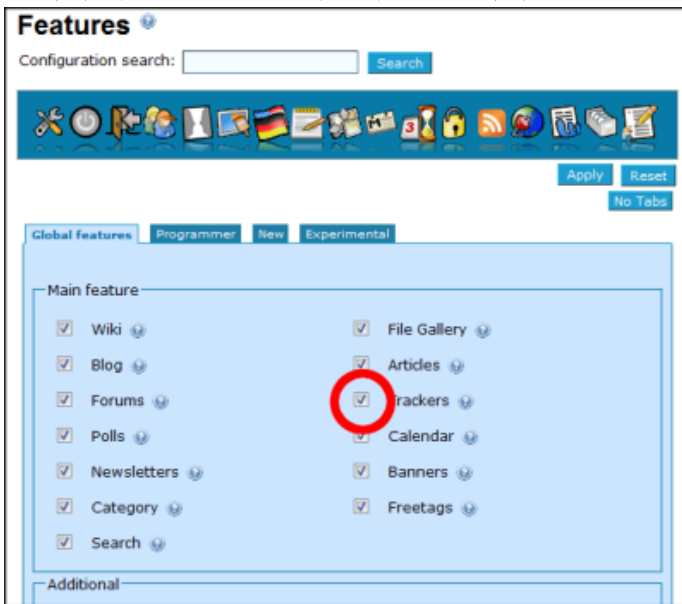 Features
Configuration search:
Search
Apply Reset
No Tabs
Global features Programmer New Experimental
Main feature
Wiki File Gallery
Blog Articles
Forums Trackers
Polls Calendar
Newsletters Banners
Category Freetags
Search
Additional